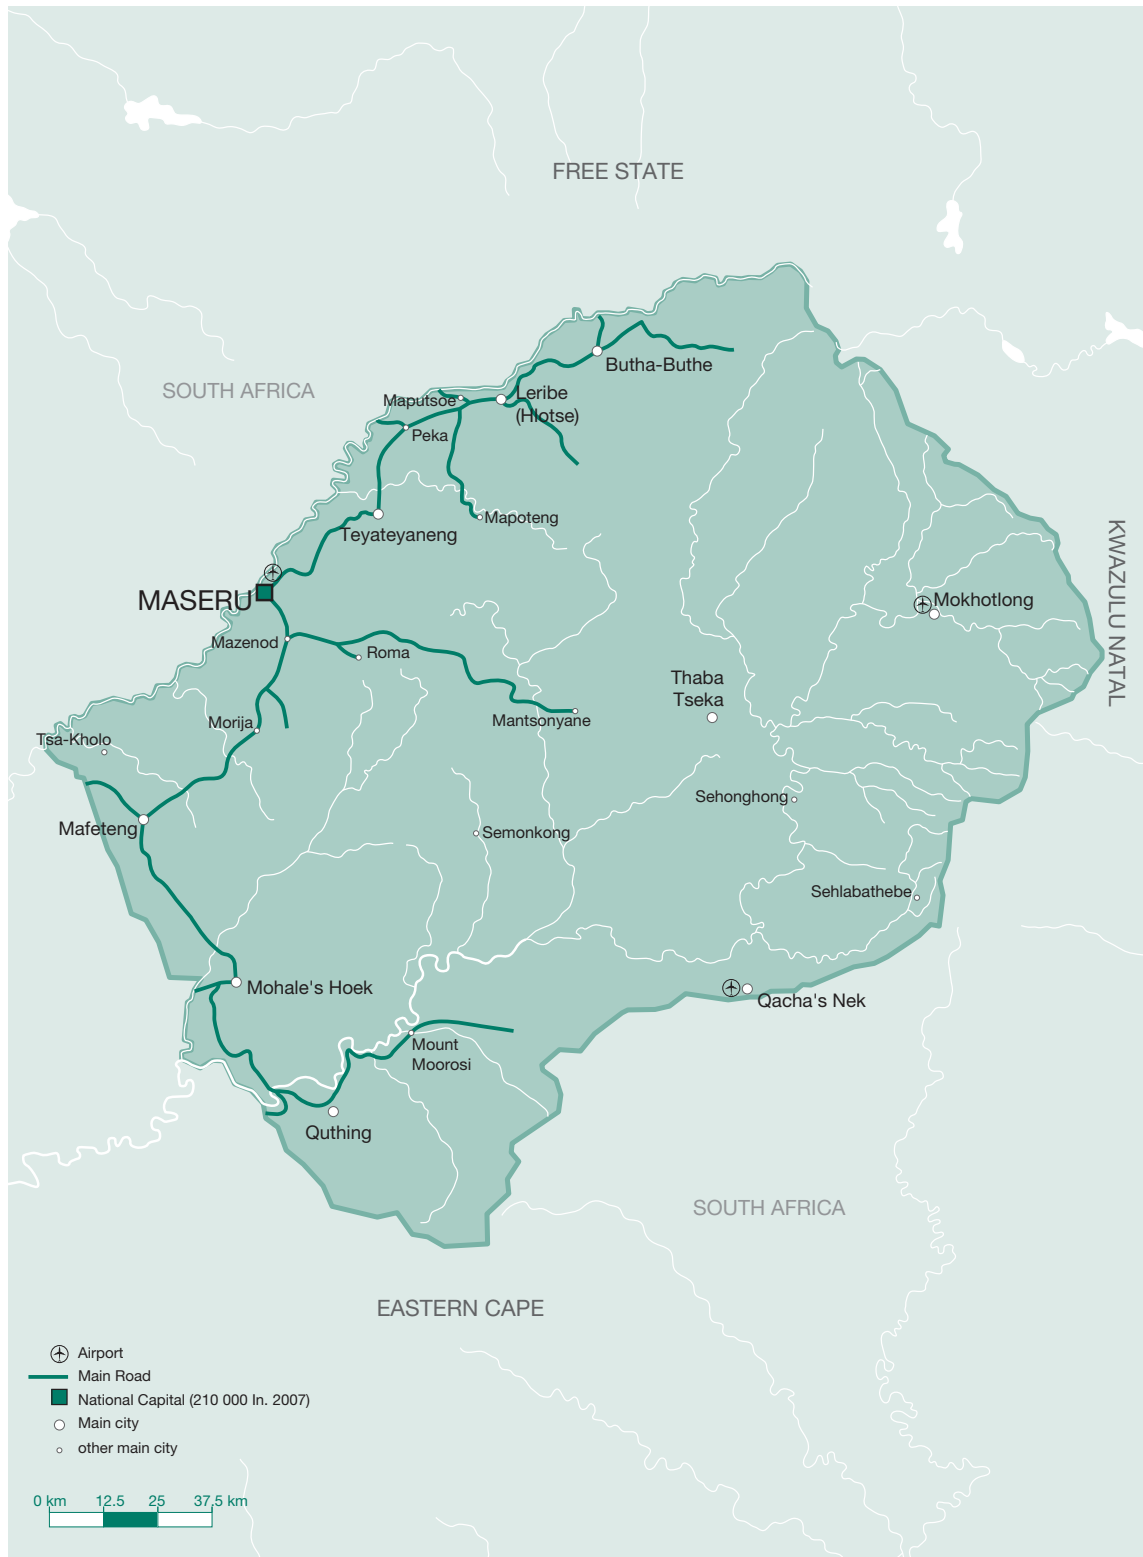 FREE STATE
SOUTH AFRICA
Butha-Buthe
Leribe
(Hlotse)
Maputsoe
Peka
Mapoteng
Teyateyaneng
KWAZULU NATAL
MASERU
Mokhotlong
Mazenod
Roma
Thaba
Tseka
Mantsonyane
Morija
Tsa-Kholo
Sehonghong
Mafeteng
Semonkong
Sehlabathebe
Mohale's Hoek
Qacha's Nek
Mount
Moorosi
Quthing
SOUTH AFRICA
EASTERN CAPE
Airport
Main Road
National Capital (210 000 In. 2007)
Main city
other main city
0 km 12.5 25 37.5 km